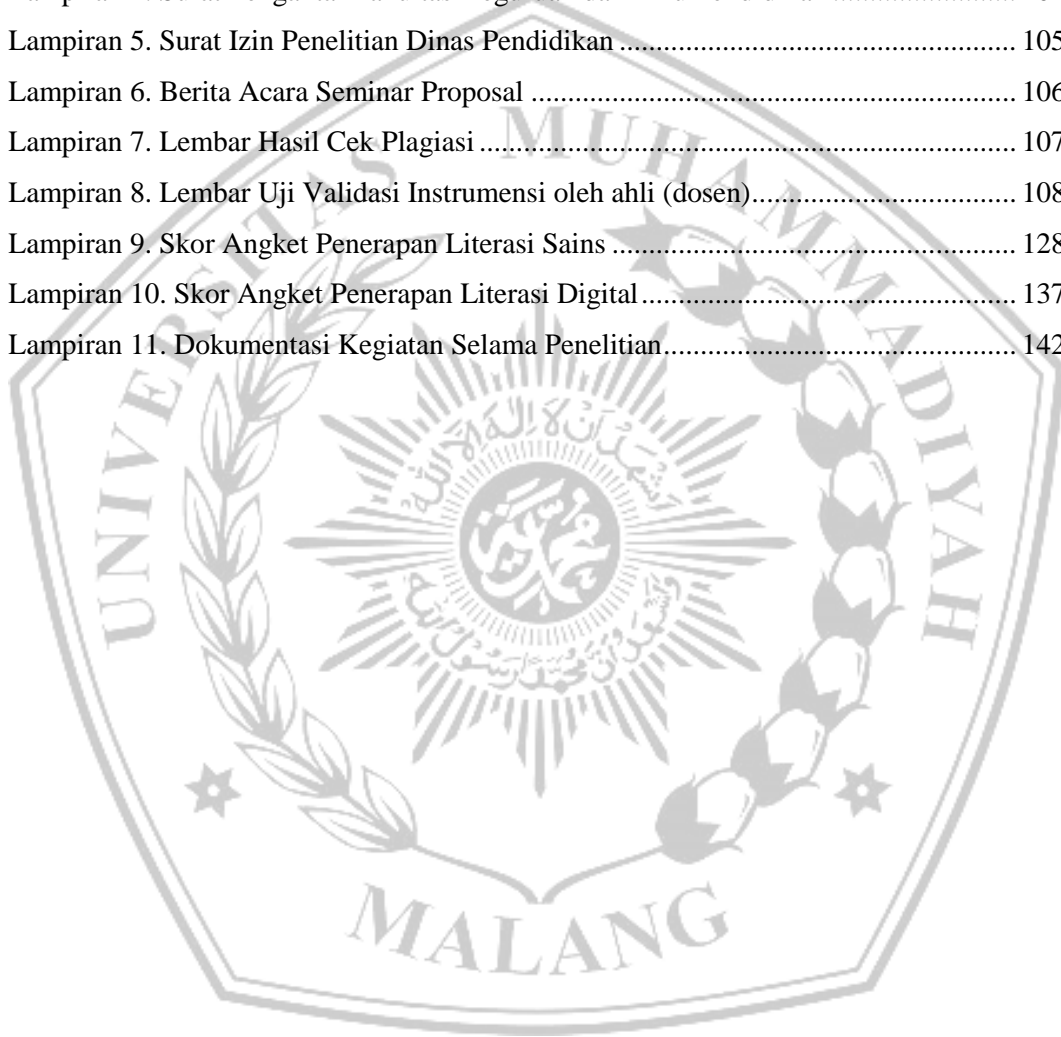 Lampiran 5. Surat Izin Penelitian Dinas Pendidikan ........................................................ 105
Lampiran 6. Berita Acara Seminar Proposal ..................................................................... 106
Lampiran 7. Lembar Hasil Cek Plagiasi ............................................................................ 107
Lampiran 8. Lembar Uji Validasi Instrumensi oleh ahli (dosen)...................................... 108
Lampiran 9. Skor Angket Penerapan Literasi Sains ......................................................... 128
Lampiran 10. Skor Angket Penerapan Literasi Digital ..................................................... 137
Lampiran 11. Dokumentasi Kegiatan Selama Penelitian.................................................. 142
UNIVERSITAS MUHAMMADIYAH
MALANG